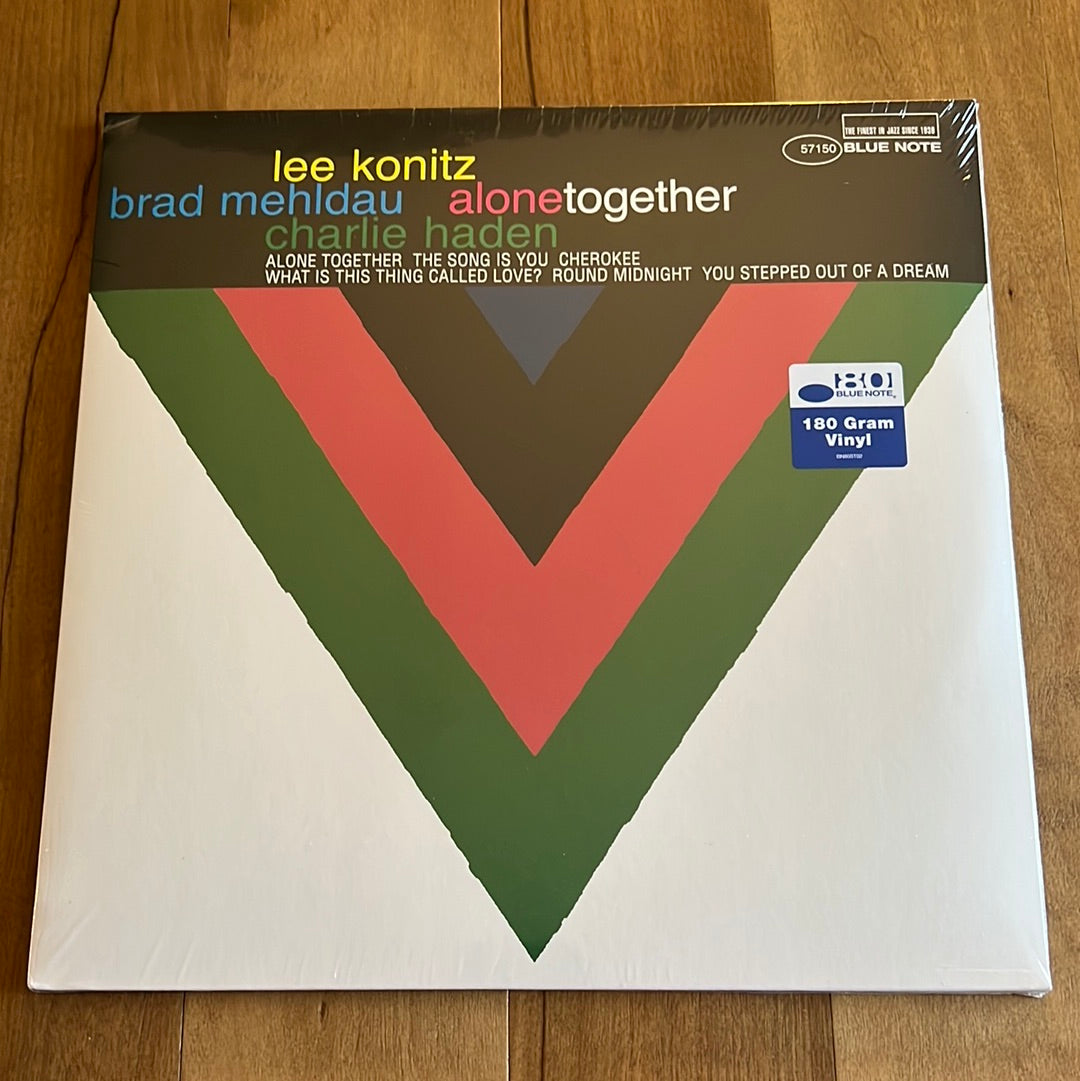 THE FINEST IN JAZZ SINCE 1939
57150 BLUE NOTE
lee konitz
brad mehldau alonetogether
charlie haden
ALONE TOGETHER THE SONG IS YOU CHEROKEE
WHAT IS THIS THING CALLED LOVE? ROUND MIDNIGHT YOU STEPPED OUT OF A DREAM
80
BLUE NOTE
180 Gram
Vinyl